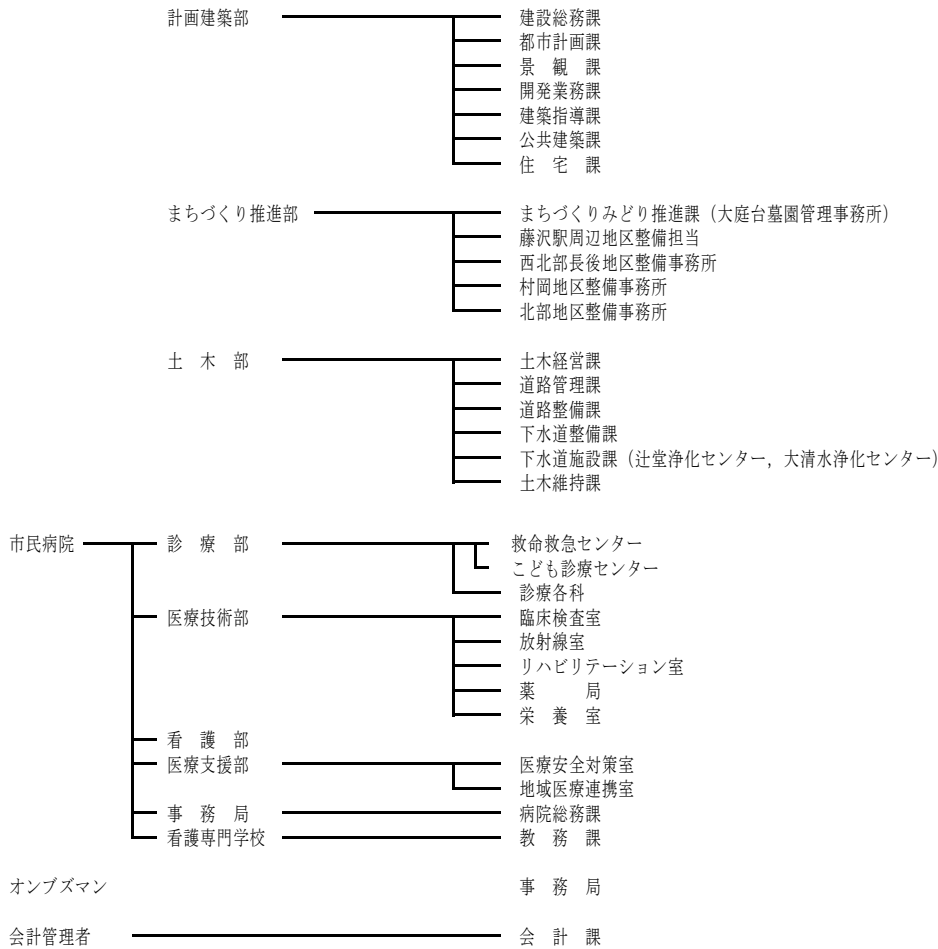 計画建築部 建設総務課
都市計画課
景　観　課
開発業務課
建築指導課
公共建築課
住　宅　課
まちづくり推進部 まちづくりみどり推進課（大庭台墓園管理事務所）
藤沢駅周辺地区整備担当
西北部長後地区整備事務所
村岡地区整備事務所
北部地区整備事務所
土　木　部 土木経営課
道路管理課
道路整備課
下水道整備課
下水道施設課（辻堂浄化センター，大清水浄化センター）
土木維持課
市民病院 診　療　部 救命救急センター
こども診療センター
診療各科
医療技術部 臨床検査室
放射線室
リハビリテーション室
薬　　　局
栄　養　室
看　護　部
医療支援部 医療安全対策室
地域医療連携室
事　務　局 病院総務課
看護専門学校 教　務　課
オンブズマン 事　務　局
会計管理者 会　計　課